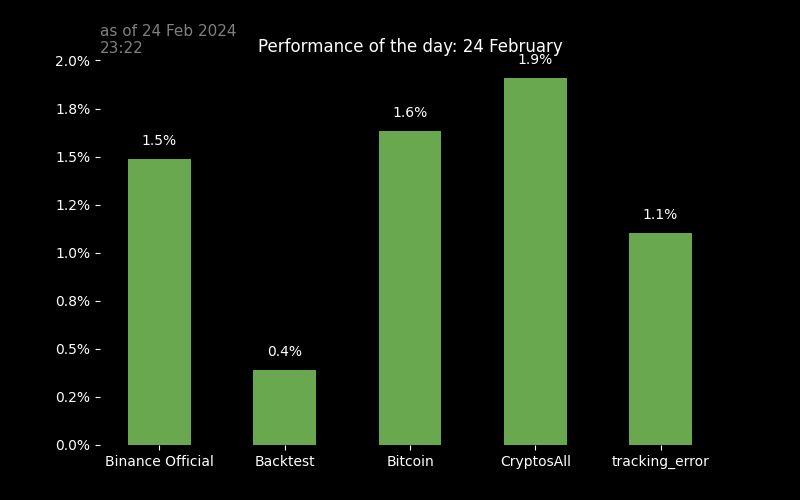 as of 24 Feb 2024
23:22
Performance of the day: 24 February
2.0%
1.8%
1.5%
1.2%
1.0%
0.8%
0.5%
0.2%
0.0%
1.5%
0.4%
1.6%
1.9%
1.1%
Binance Official
Backtest
Bitcoin
CryptosAll
tracking_error